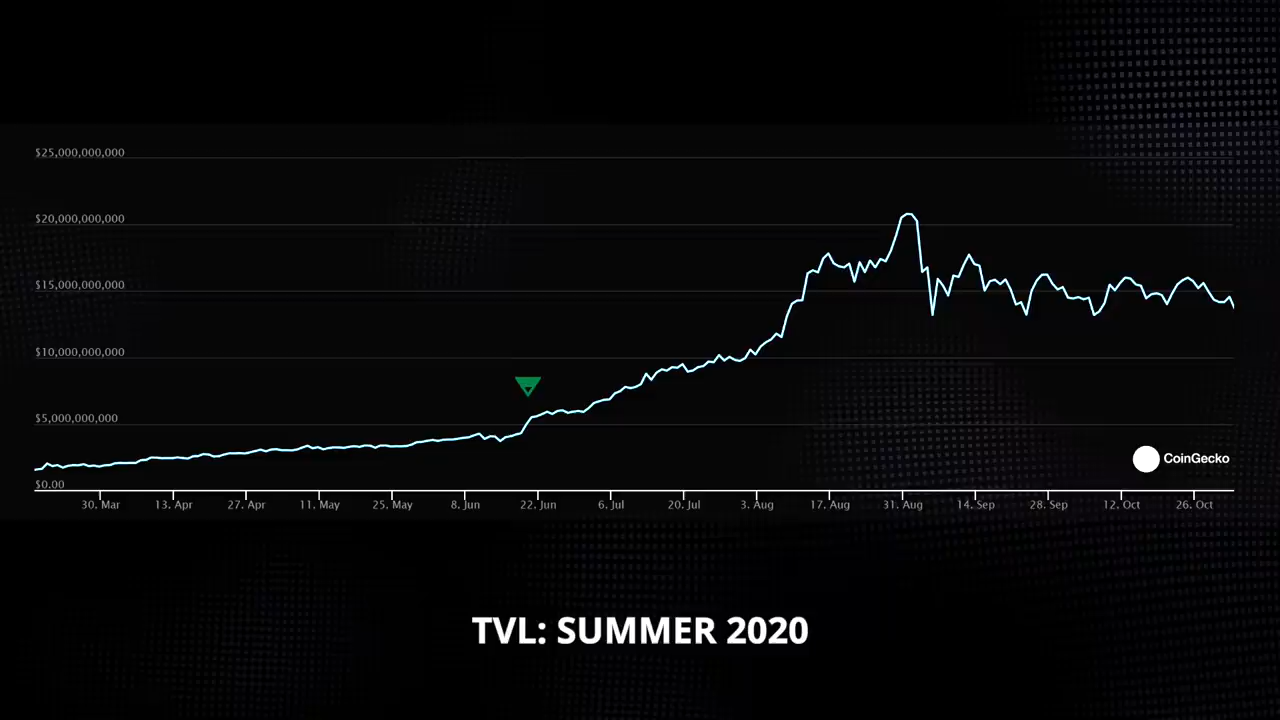 $25,000,000,000
$20,000,000,000
$15,000,000,000
$10,000,000,000
$5,000,000,000
$0.00
30. Mar 13. Apr 27. Apr 11. May 25. May 8. Jun 22. Jun 6. Jul 20. Jul 3. Aug 17. Aug 31. Aug 14. Sep 28. Sep 12. Oct 26. Oct
CoinGecko
TVL: SUMMER 2020